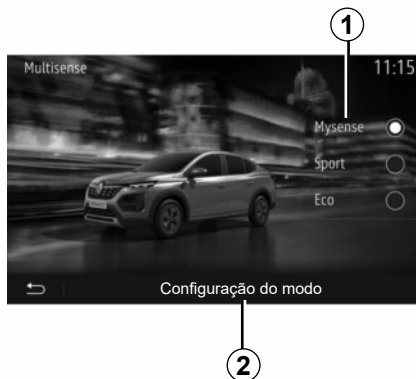 1
Multisense 11:15
Mysense
Sport
Eco
Configuração do modo
2